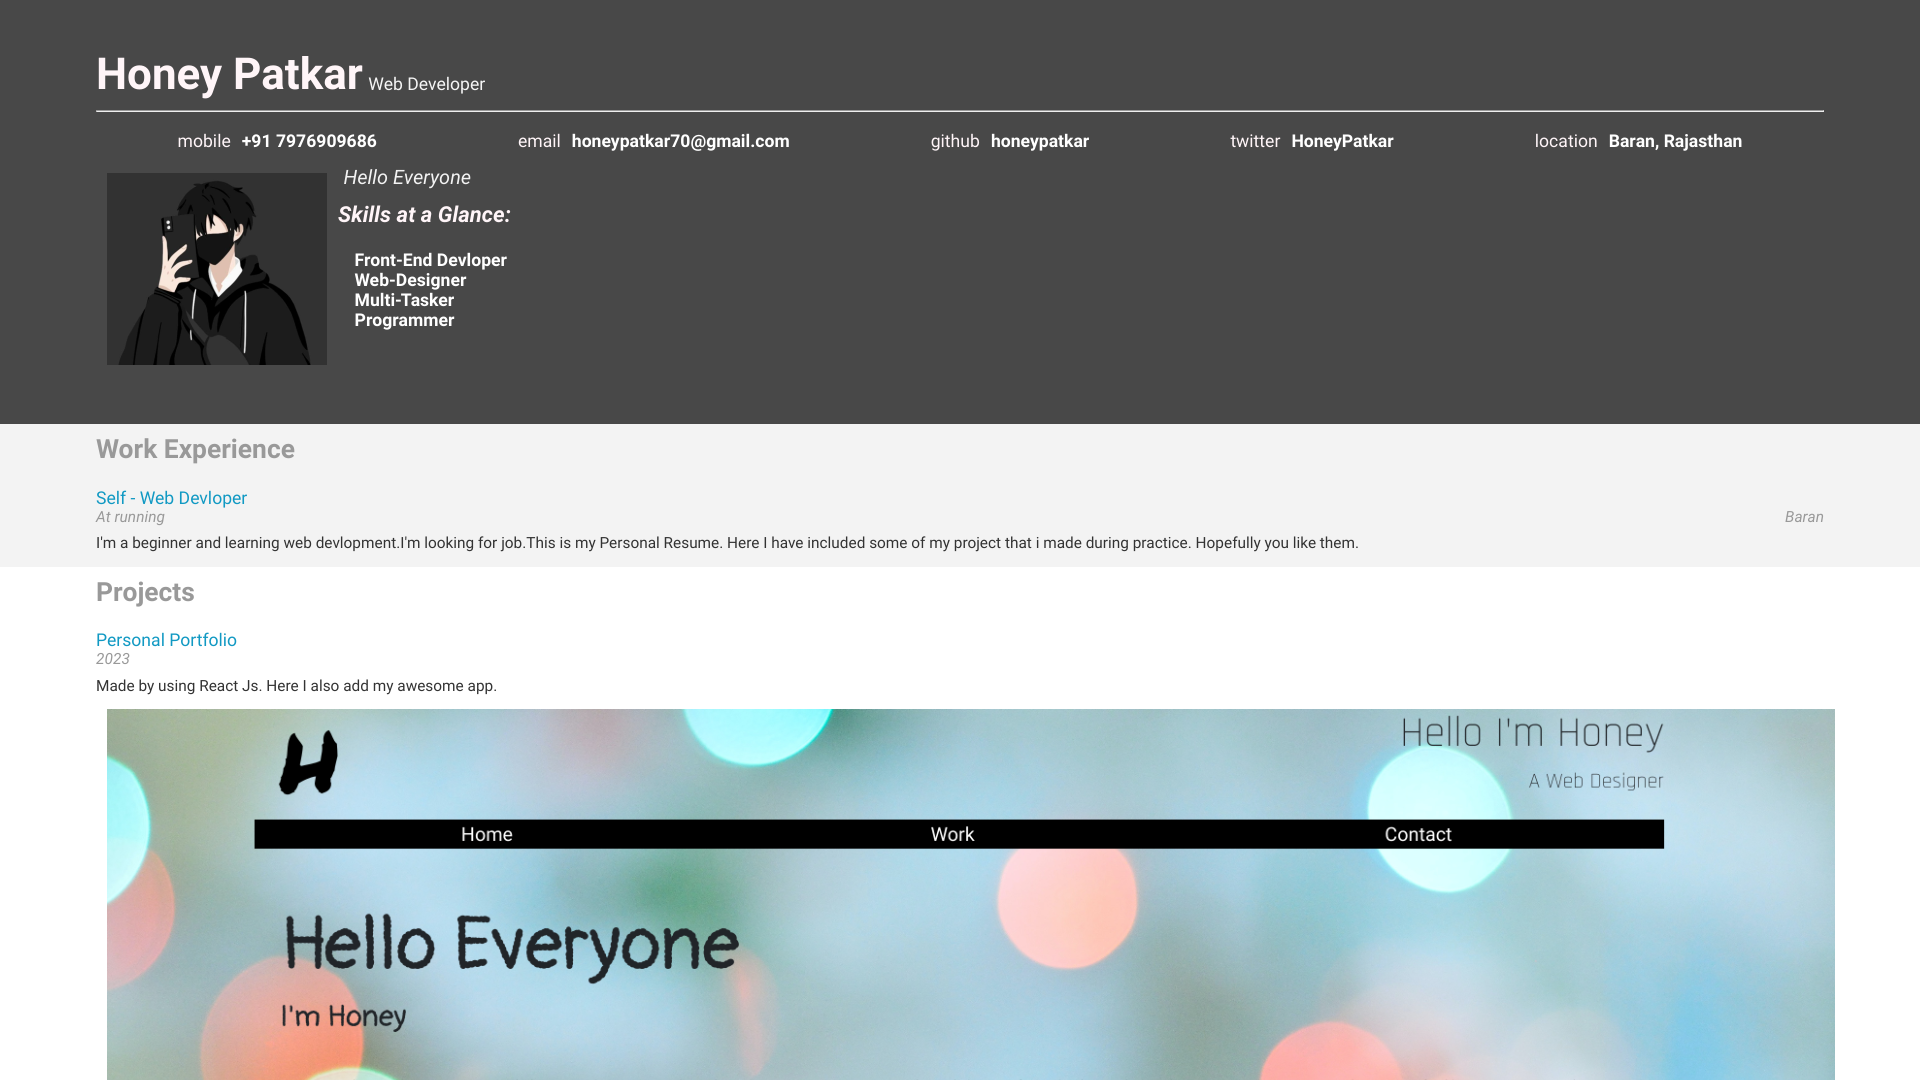 Honey Patkar Web Developer
mobile +91 7976909686 email honeypatkar70@gmail.com github honeypatkar twitter HoneyPatkar location Baran, Rajasthan
Hello Everyone
Skills at a Glance:
Front-End Devloper
Web-Designer
Multi-Tasker
Programmer
Work Experience
Self - Web Devloper
At running Baran
I'm a beginner and learning web devlopment.I'm looking for job.This is my Personal Resume. Here I have included some of my project that i made during practice. Hopefully you like them.
Projects
Personal Portfolio
2023
Made by using React Js. Here I also add my awesome app.
H
Hello I'm Honey
A Web Designer
Home Work Contact
Hello Everyone
I'm Honey